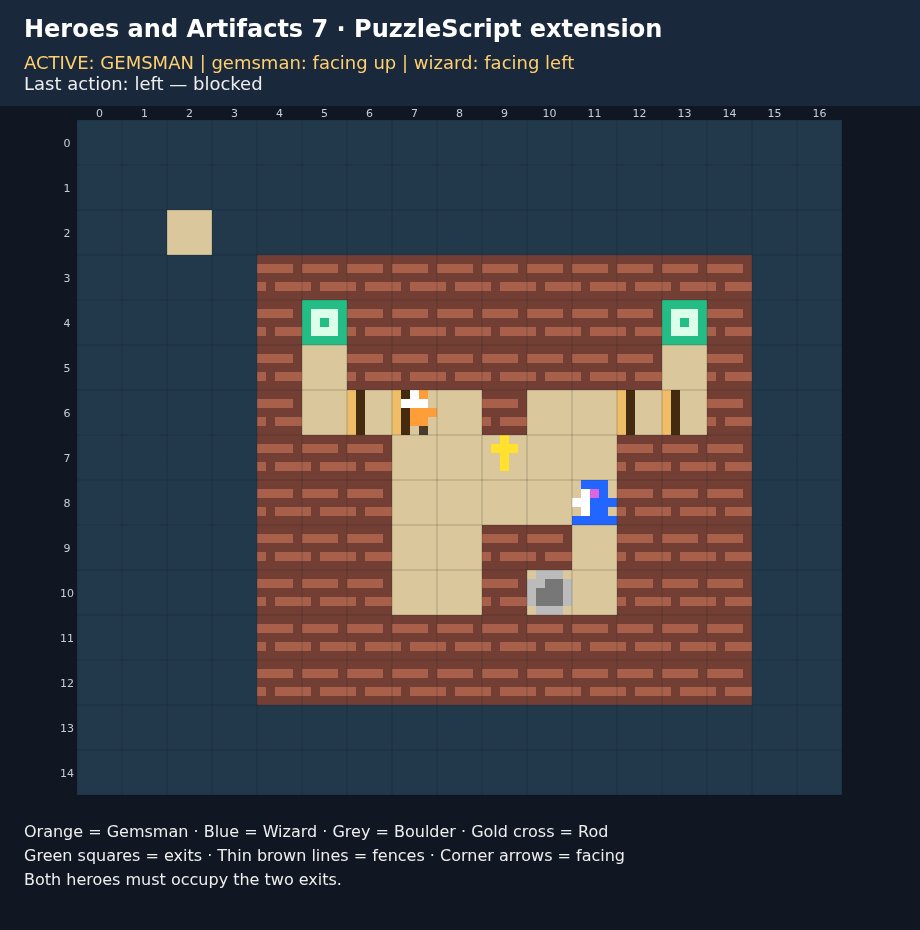 Heroes and Artifacts 7 · PuzzleScript extension
ACTIVE: GEMSMAN | gemsman: facing up | wizard: facing left
Last action: left — blocked
0 1 2 3 4 5 6 7 8 9 10 11 12 13 14 15 16
0
1
2
3
4
5
6
7
8
9
10
11
12
13
14
Orange = Gemsman · Blue = Wizard · Grey = Boulder · Gold cross = Rod
Green squares = exits · Thin brown lines = fences · Corner arrows = facing
Both heroes must occupy the two exits.